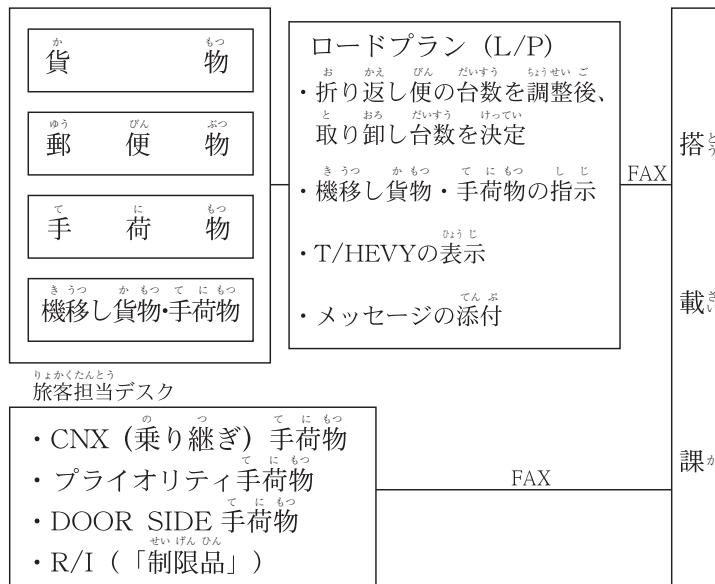 貨物
郵便物
手荷物
機移し貨物・手荷物
ロードプラン（L/P）
・折り返し便の台数を調整後、
取り卸し台数を決定
・機移し貨物・手荷物の指示
・T/HEVYの表示
・メッセージの添付
FAX
搭
載
課
旅客担当デスク
・CNX（乗り継ぎ）手荷物
・プライオリティ手荷物
・DOOR SIDE 手荷物
・R/I（「制限品」）
FAX